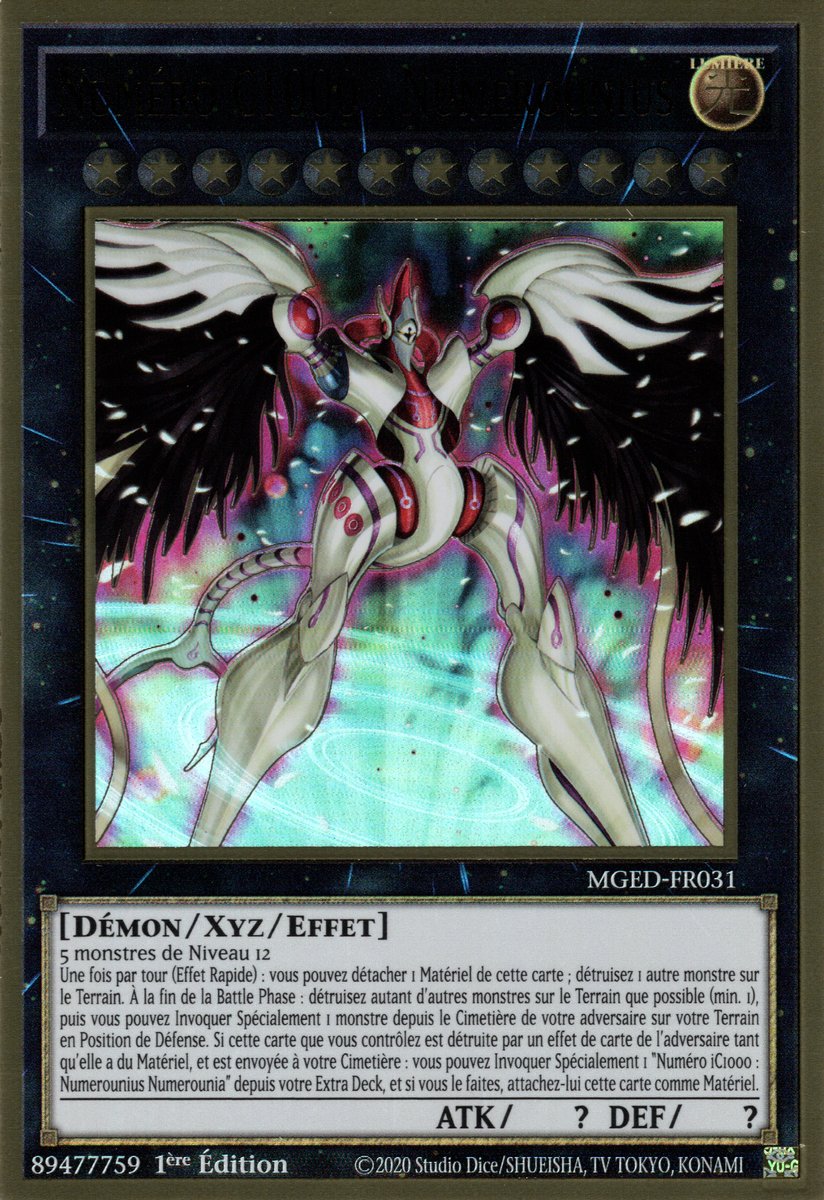 Numéro C1000 : Numerounius
LUMIÈRE
光
MGED-FR031
[Démon/Xyz/Effet]
5 monstres de Niveau 12
Une fois par tour (Effet Rapide) : vous pouvez détacher 1 Matériel de cette carte ; détruisez 1 autre monstre sur
le Terrain. À la fin de la Battle Phase : détruisez autant d'autres monstres sur le Terrain que possible (min. 1),
puis vous pouvez Invoquer Spécialement 1 monstre depuis le Cimetière de votre adversaire sur votre Terrain
en Position de Défense. Si cette carte que vous contrôlez est détruite par un effet de carte de l'adversaire tant
qu'elle a du Matériel, et est envoyée à votre Cimetière : vous pouvez Invoquer Spécialement 1 "Numéro iC1000 :
Numerounius Numerounia" depuis votre Extra Deck, et si vous le faites, attachez-lui cette carte comme Matériel.
ATK/ ? DEF/ ?
89477759 1ère Édition ©2020 Studio Dice/SHUEISHA, TV TOKYO, KONAMI